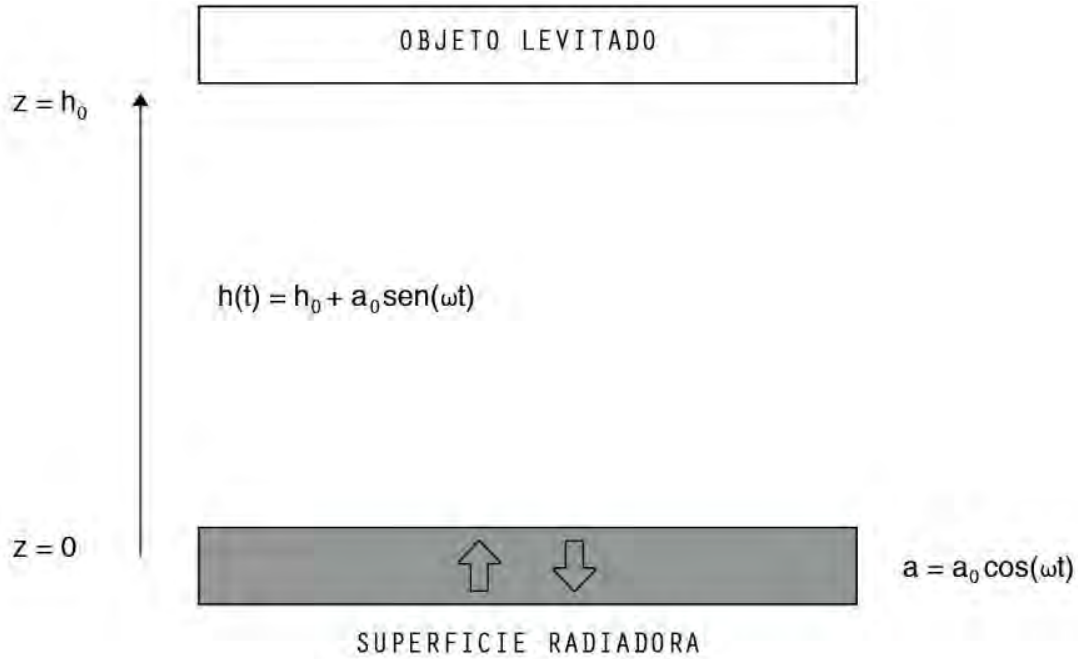 OBJETO LEVITADO
z = h₀
h(t) = h₀ + a₀sen(ωt)
z = 0
a = a₀cos(ωt)
SUPERFICIE RADIADORA